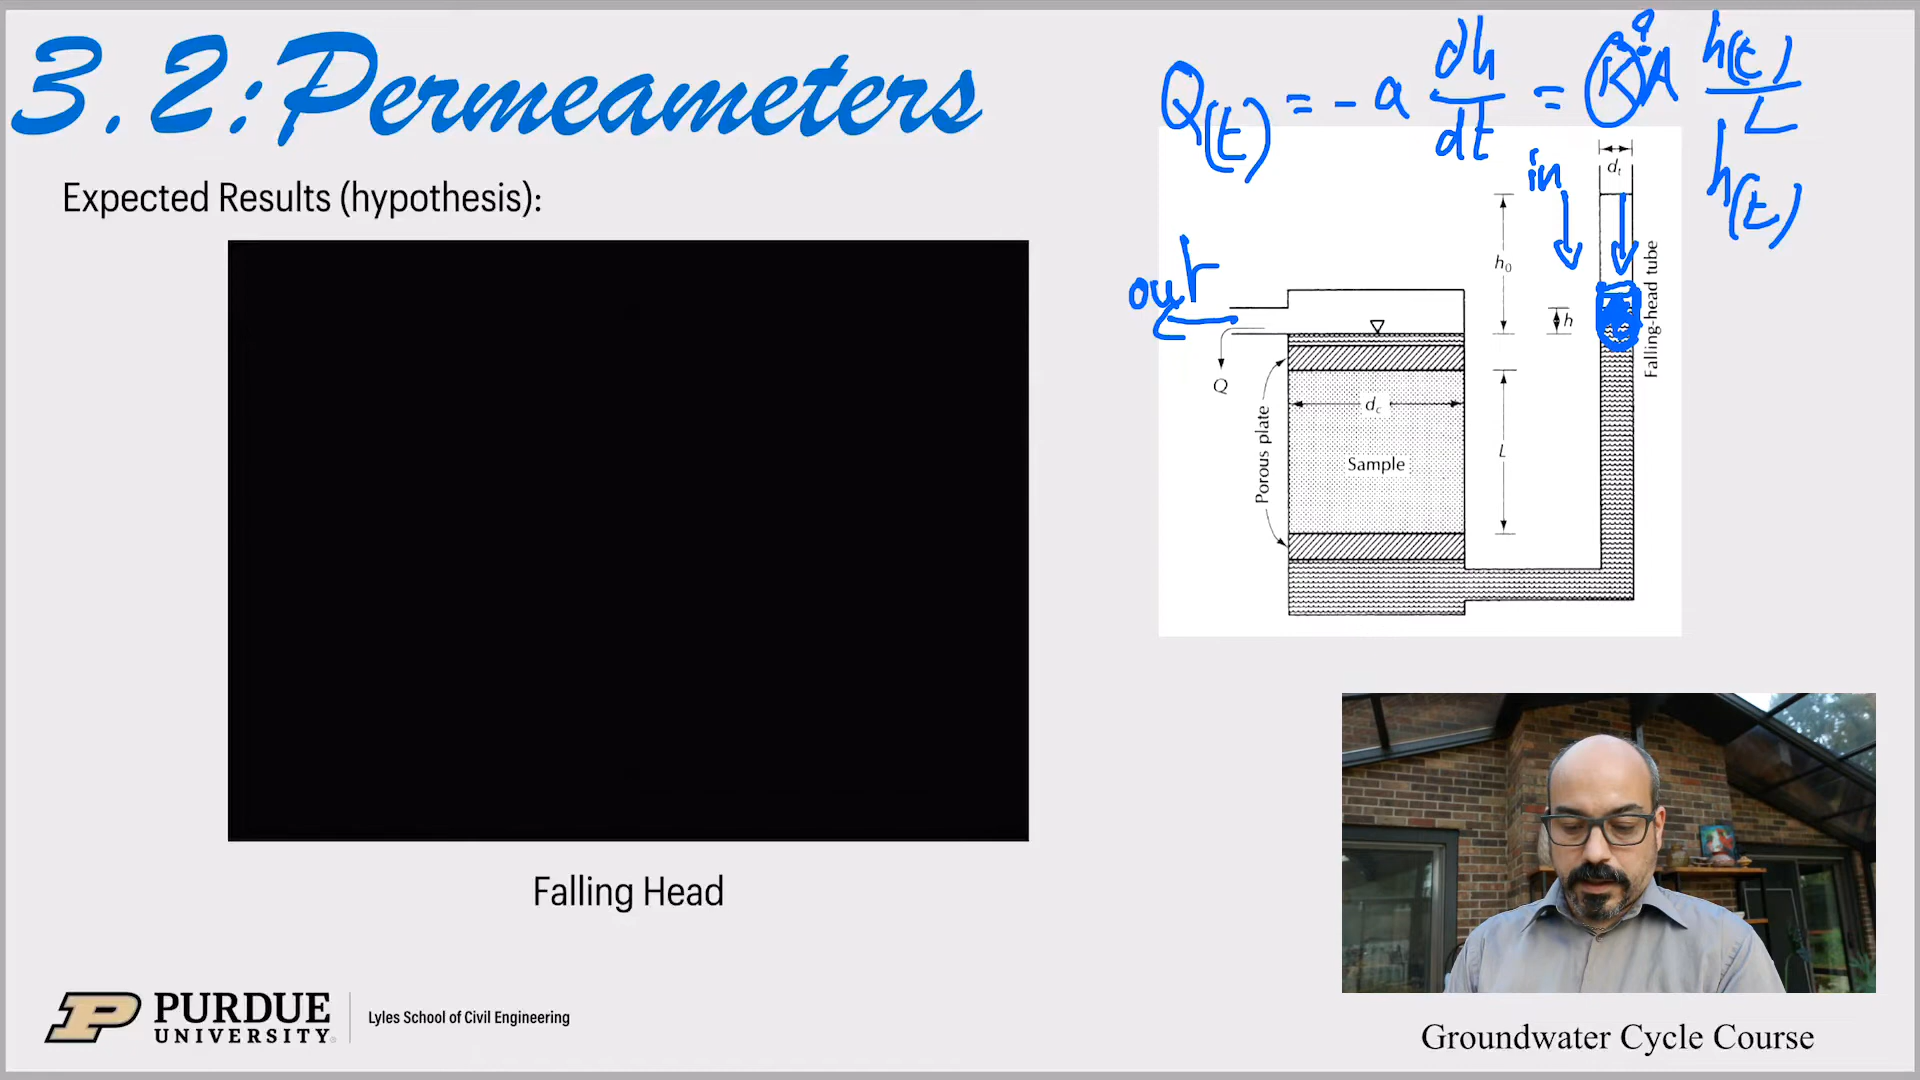 3.2: Permeameters
Q(t) = - a dh/dt = K A h(t)/L
?
h(t)
Expected Results (hypothesis):
in
out
d_t
h_0
h
Falling-head tube
Q
d_c
Porous plate
L
Sample
Falling Head
PURDUE
UNIVERSITY
Lyles School of Civil Engineering
Groundwater Cycle Course